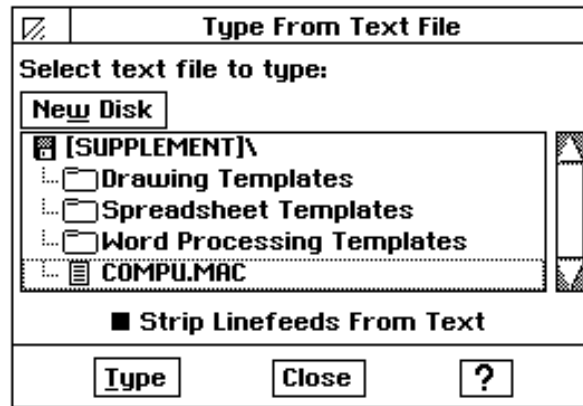 Type From Text File
Select text file to type:
New Disk
[SUPPLEMENT]\
Drawing Templates
Spreadsheet Templates
Word Processing Templates
COMPU.MAC
Strip Linefeeds From Text
Type Close ?